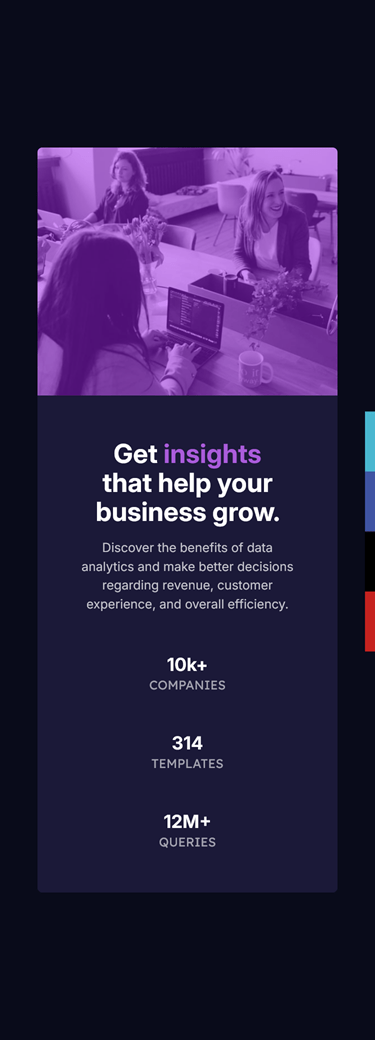 Get insights
that help your
business grow.
Discover the benefits of data
analytics and make better decisions
regarding revenue, customer
experience, and overall efficiency.
10k+
COMPANIES
314
TEMPLATES
12M+
QUERIES